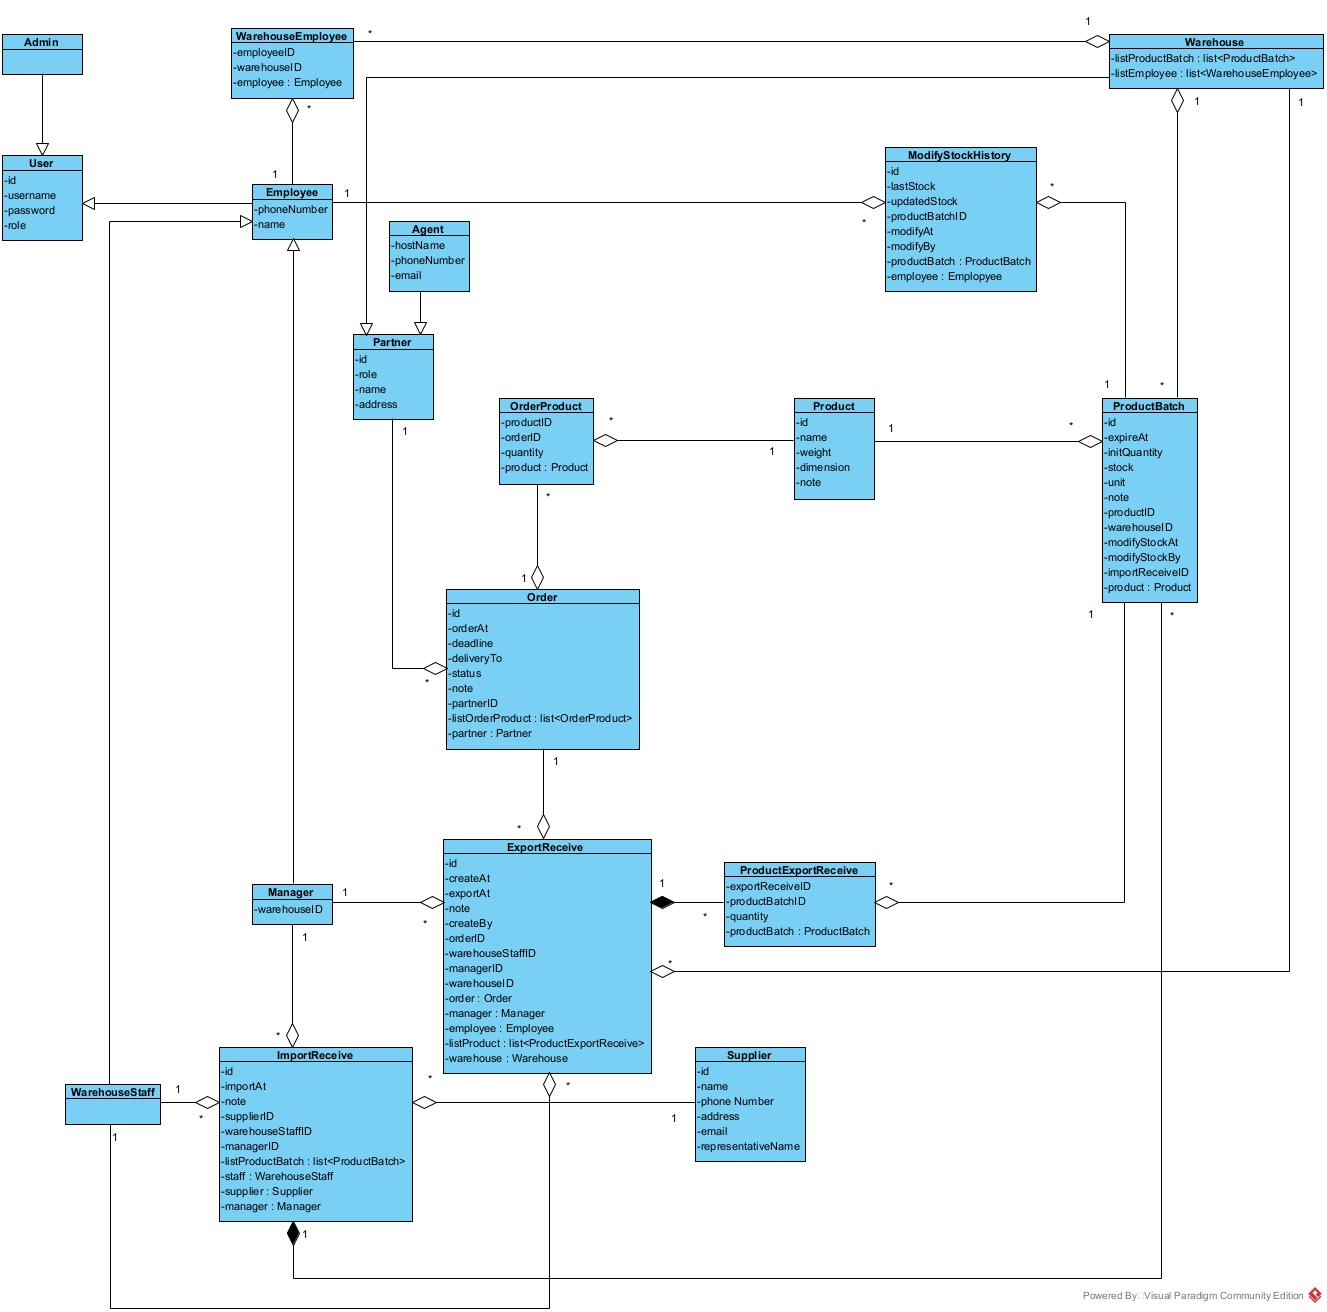 Admin
WarehouseEmployee
-employeeID
-warehouseID
-employee : Employee
*
1
Warehouse
-listProductBatch : list<ProductBatch>
-listEmployee : list<WarehouseEmployee>
*
1
1
1
User
-id
-username
-password
-role
Employee
-phoneNumber
-name
1
*
ModifyStockHistory
-id
-lastStock
-updatedStock
-productBatchID
-modifyAt
-modifyBy
-productBatch : ProductBatch
-employee : Emplopyee
*
Agent
-hostName
-phoneNumber
-email
Partner
-id
-role
-name
-address
1
1
*
OrderProduct
-productID
-orderID
-quantity
-product : Product
*
1
*
Product
-id
-name
-weight
-dimension
-note
1
*
ProductBatch
-id
-expireAt
-initQuantity
-stock
-unit
-note
-productID
-warehouseID
-modifyStockAt
-modifyStockBy
-importReceiveID
-product : Product
1
*
1
Order
-id
-orderAt
-deadline
-deliveryTo
-status
-note
-partnerID
-listOrderProduct : list<OrderProduct>
-partner : Partner
*
1
*
ExportReceive
-id
-createAt
-exportAt
-note
-createBy
-orderID
-warehouseStaffID
-managerID
-warehouseID
-order : Order
-manager : Manager
-employee : Employee
-listProduct : list<ProductExportReceive>
-warehouse : Warehouse
1
*
ProductExportReceive
-exportReceiveID
-productBatchID
-quantity
-productBatch : ProductBatch
*
*
Manager
-warehouseID
1
*
1
*
ImportReceive
-id
-importAt
-note
-supplierID
-warehouseStaffID
-managerID
-listProductBatch : list<ProductBatch>
-staff : WarehouseStaff
-supplier : Supplier
-manager : Manager
*
1
Supplier
-id
-name
-phone Number
-address
-email
-representativeName
*
WarehouseStaff
1
*
1
1
Powered By Visual Paradigm Community Edition